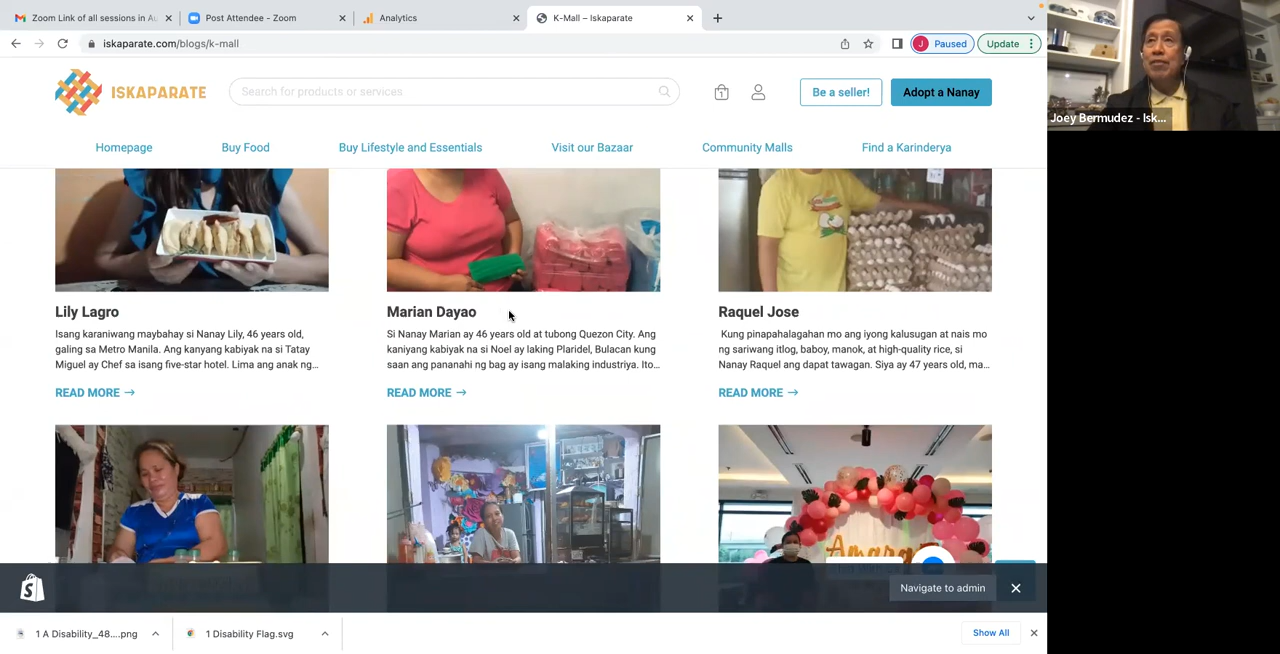 Zoom Link of all sessions in Au
Post Attendee - Zoom
Analytics
K-Mall – Iskaparate
iskaparate.com/blogs/k-mall
J Paused
Update
ISKAPARATE
Search for products or services
1
Be a seller!
Adopt a Nanay
Joey Bermudez - Isk...
Homepage
Buy Food
Buy Lifestyle and Essentials
Visit our Bazaar
Community Malls
Find a Karinderya
Lily Lagro
Isang karaniwang maybahay si Nanay Lily, 46 years old,
galing sa Metro Manila. Ang kanyang kabiyak na si Tatay
Miguel ay Chef sa isang five-star hotel. Lima ang anak ng...
READ MORE →
Marian Dayao
Si Nanay Marian ay 46 years old at tubong Quezon City. Ang
kaniyang kabiyak na si Noel ay laking Plaridel, Bulacan kung
saan ang pananahi ng bag ay isang malaking industriya. Ito...
READ MORE →
Raquel Jose
Kung pinapahalagahan mo ang iyong kalusugan at nais mo
ng sariwang itlog, baboy, manok, at high-quality rice, si
Nanay Raquel ang dapat tawagan. Siya ay 47 years old, ma...
READ MORE →
Navigate to admin
1 A Disability_48....png
1 Disability Flag.svg
Show All